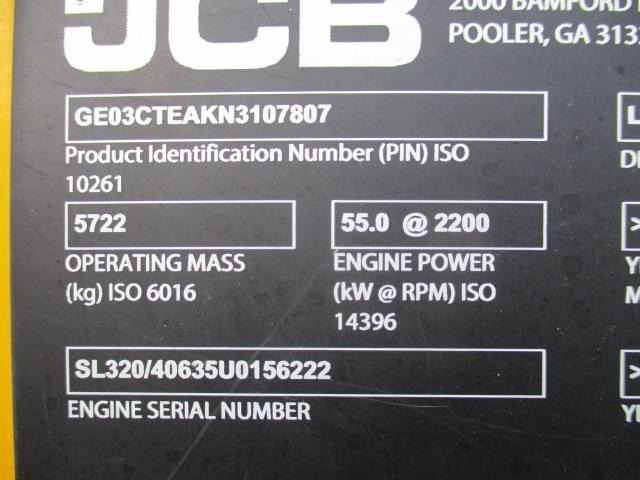 JCB
2000 BAMFORD
POOLER, GA
GE03CTEAKN3107807
Product Identification Number (PIN) ISO
10261
5722
55.0 @ 2200
OPERATING MASS
(kg) ISO 6016
ENGINE POWER
(kW @ RPM) ISO
14396
SL320/40635U0156222
ENGINE SERIAL NUMBER